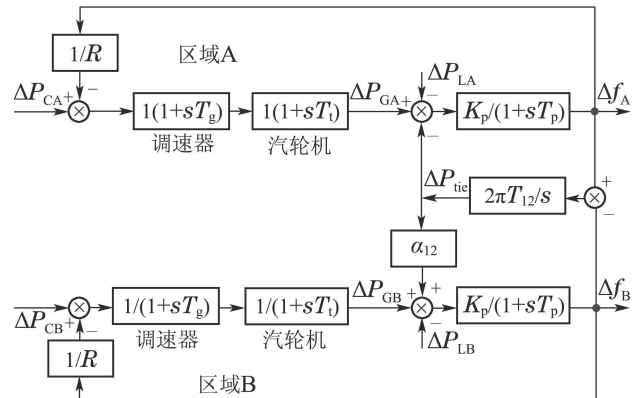 1/R
区域A
−
ΔP_CA +
1(1+sT_g)
调速器
1(1+sT_t)
汽轮机
ΔP_GA +
ΔP_LA
−
−
K_p/(1+sT_p)
Δf_A
ΔP_tie
2πT_12/s
+
−
α_12
ΔP_CB +
−
1/(1+sT_g)
调速器
1/(1+sT_t)
汽轮机
ΔP_GB +
+
−
ΔP_LB
K_p/(1+sT_p)
Δf_B
1/R
区域B